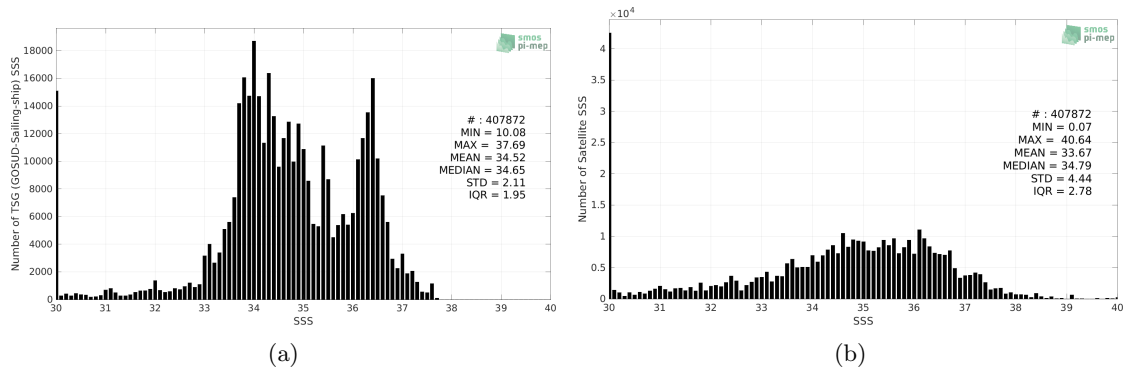 smos
pi-mep
Number of TSG (GOSUD-Sailing-ship) SSS
18000
16000
14000
12000
10000
8000
6000
4000
2000
0
# : 407872
MIN = 10.08
MAX = 37.69
MEAN = 34.52
MEDIAN = 34.65
STD = 2.11
IQR = 1.95
30 31 32 33 34 35 36 37 38 39 40
SSS
(a)
×10⁴
smos
pi-mep
Number of Satellite SSS
4
3.5
3
2.5
2
1.5
1
0.5
0
# : 407872
MIN = 0.07
MAX = 40.64
MEAN = 33.67
MEDIAN = 34.79
STD = 4.44
IQR = 2.78
30 31 32 33 34 35 36 37 38 39 40
SSS
(b)